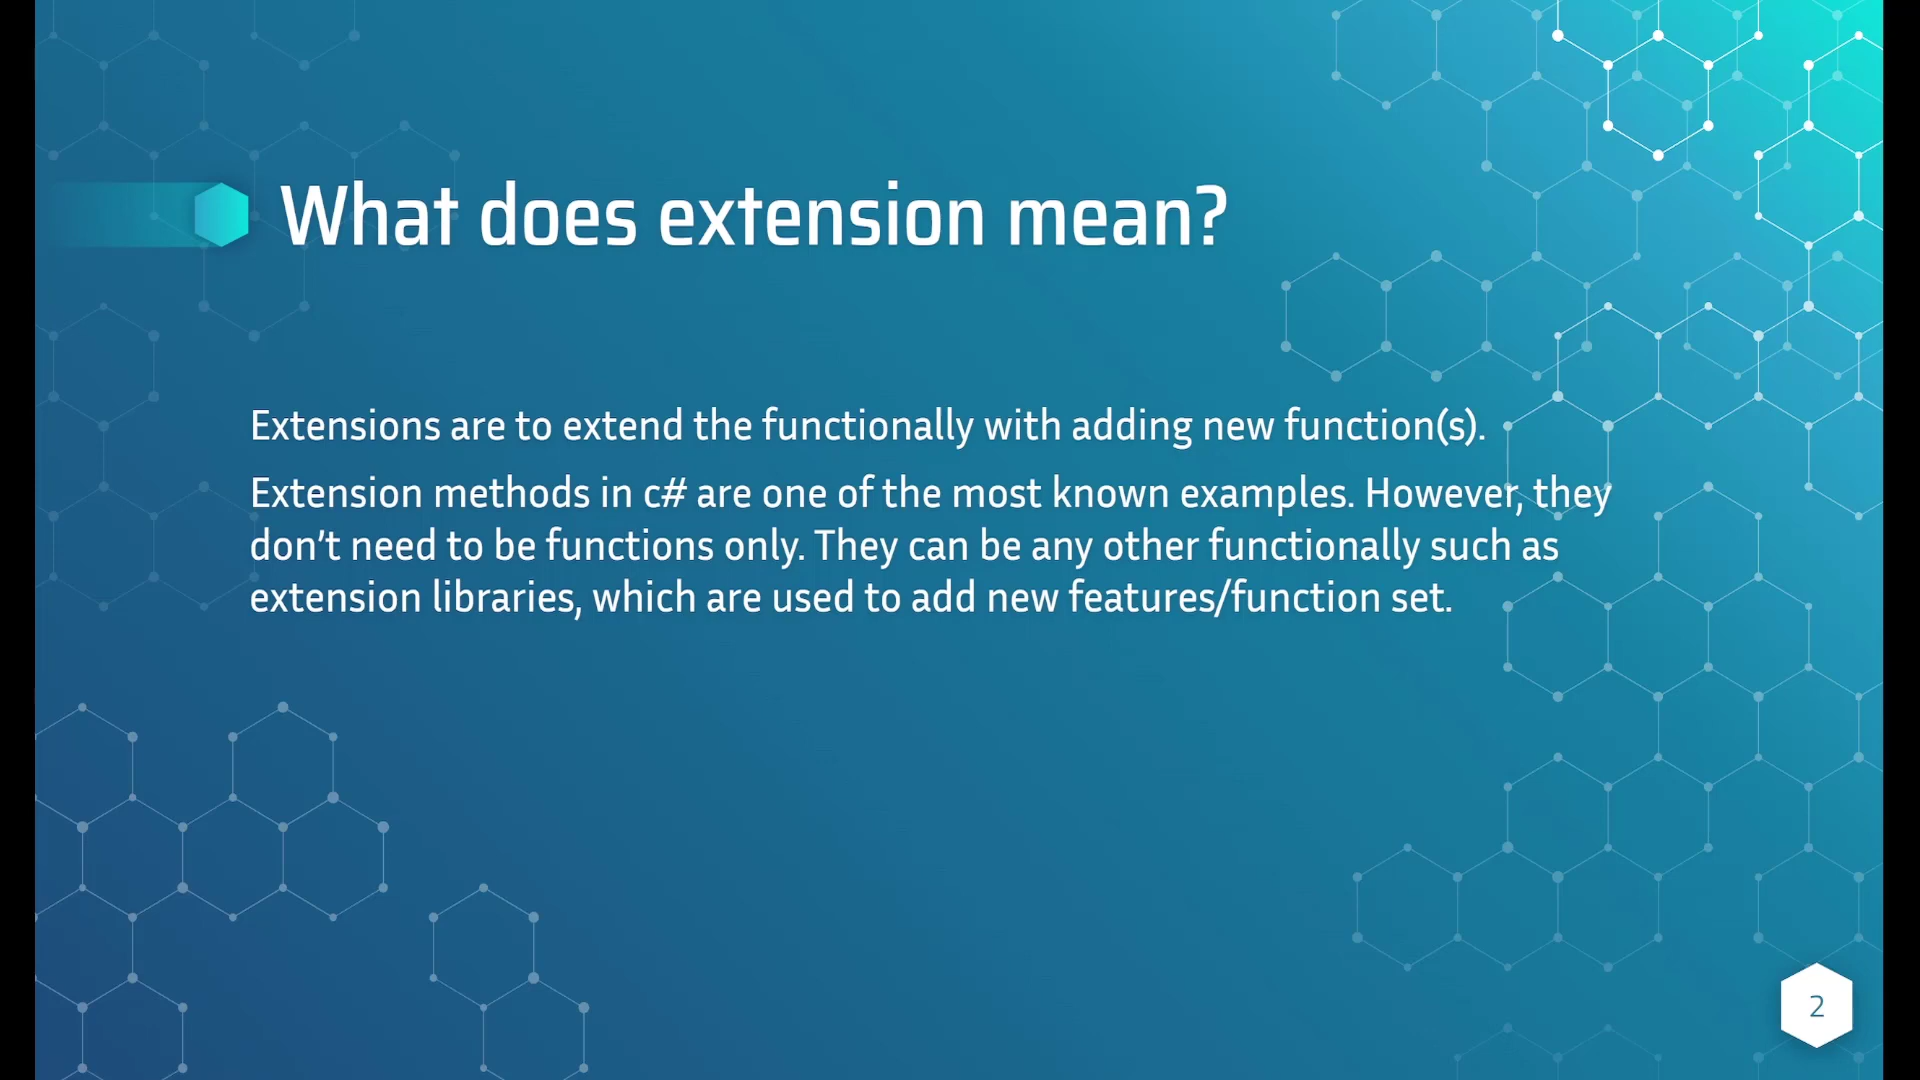 What does extension mean?
Extensions are to extend the functionally with adding new function(s).
Extension methods in c# are one of the most known examples. However, they
don’t need to be functions only. They can be any other functionally such as
extension libraries, which are used to add new features/function set.
2